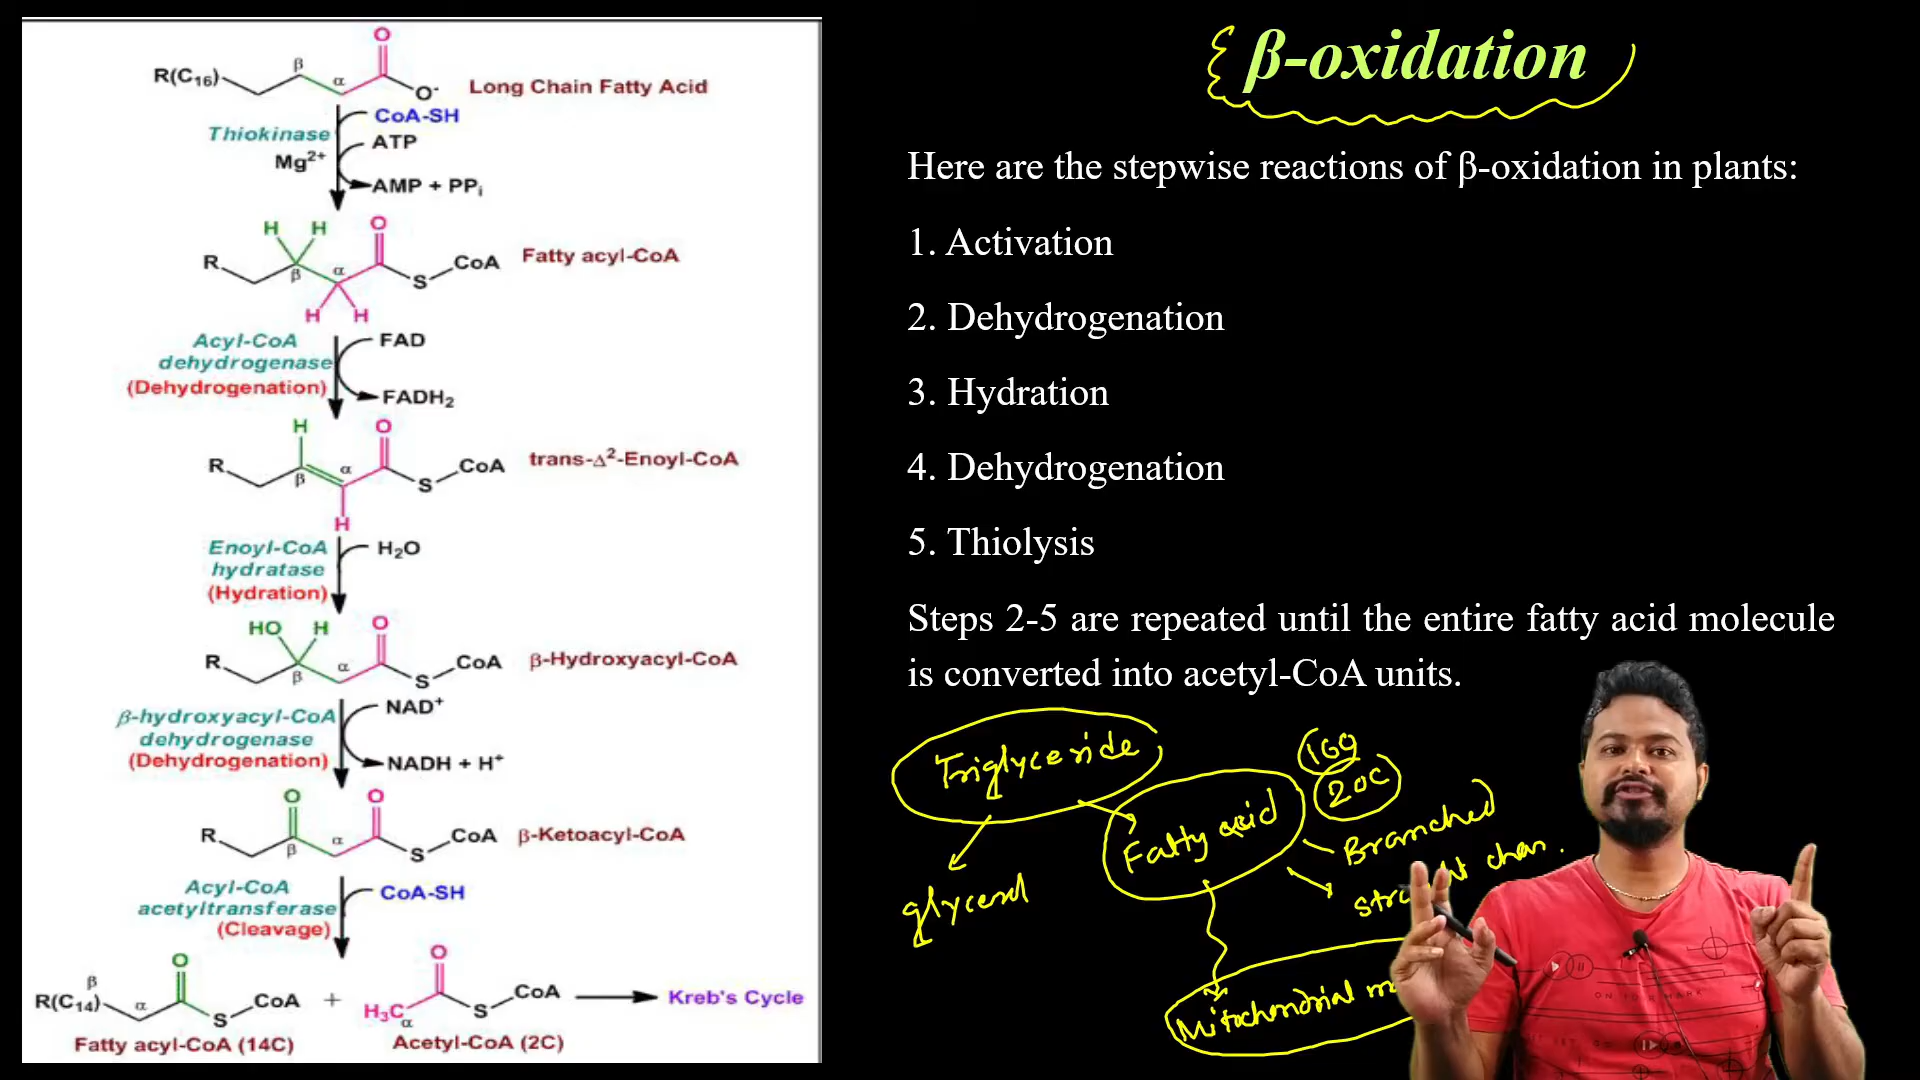 R(C16)
β
α
O
O-
Long Chain Fatty Acid
Thiokinase
Mg2+
CoA-SH
ATP
AMP + PPi
H H O
R β α S CoA
H H
Fatty acyl-CoA
Acyl-CoA
dehydrogenase
(Dehydrogenation)
FAD
FADH2
H O
R β α S CoA
H
trans-Δ2-Enoyl-CoA
Enoyl-CoA
hydratase
(Hydration)
H2O
HO H O
R β α S CoA
β-Hydroxyacyl-CoA
β-hydroxyacyl-CoA
dehydrogenase
(Dehydrogenation)
NAD+
NADH + H+
O O
R β α S CoA
β-Ketoacyl-CoA
Acyl-CoA
acetyltransferase
(Cleavage)
CoA-SH
β O O
R(C14) α S CoA + H3C α S CoA
Kreb's Cycle
Fatty acyl-CoA (14C)
Acetyl-CoA (2C)
β-oxidation
Here are the stepwise reactions of β-oxidation in plants:
1. Activation
2. Dehydrogenation
3. Hydration
4. Dehydrogenation
5. Thiolysis
Steps 2-5 are repeated until the entire fatty acid molecule
is converted into acetyl-CoA units.
Triglyceride
glycerol
Fatty acid
20C
Branched
Mitochondrial